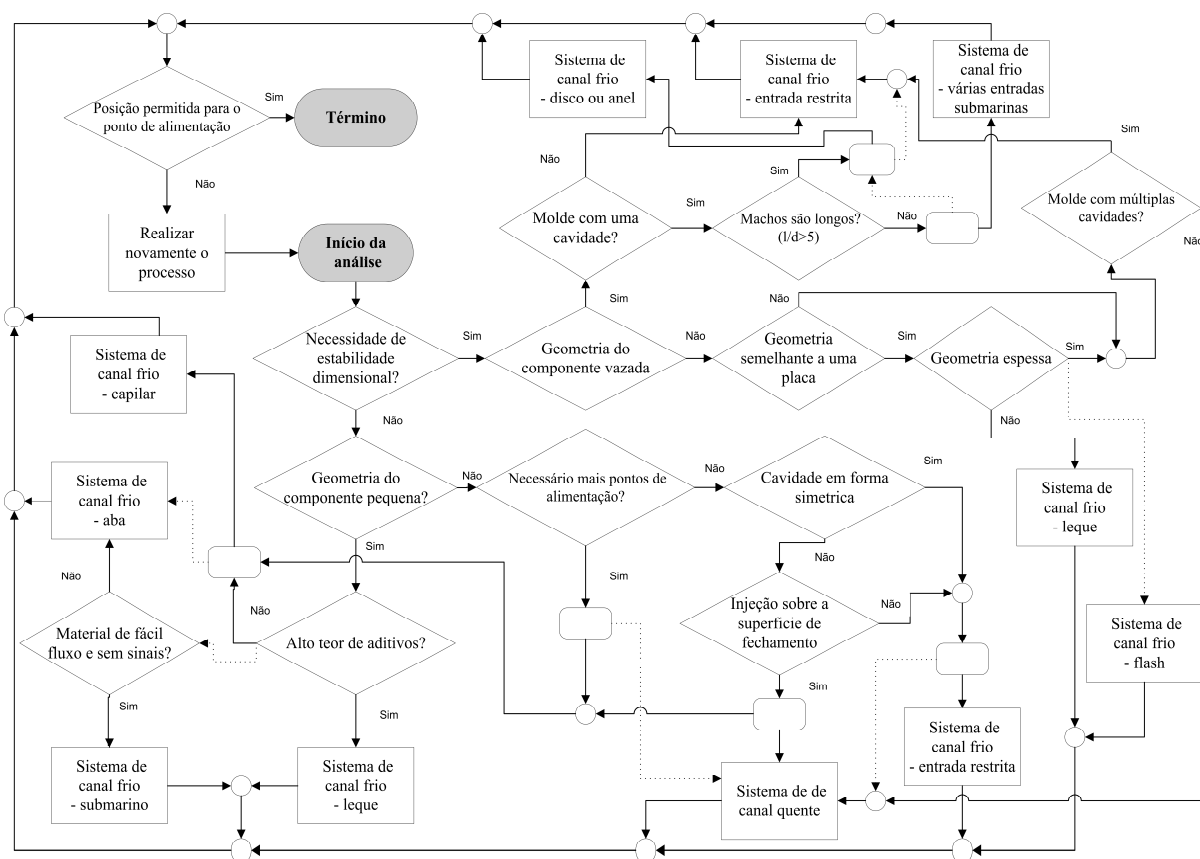 Sistema de
canal frio
- disco ou anel
Sistema de
canal frio
- entrada restrita
Sistema de
canal frio
- várias entradas
submarinas
Posição permitida para o
ponto de alimentação
Sim
Término
Não
Realizar
novamente o
processo
Início da
análise
Não
Molde com uma
cavidade?
Sim
Sim
Machos são longos?
(l/d>5)
Não
Sim
Molde com múltiplas
cavidades?
Não
Sim
Necessidade de
estabilidade
dimensional?
Sim
Geometria do
componente vazada
Não
Não
Geometria
semelhante a uma
placa
Sim
Geometria espessa
Sim
Não
Sistema de
canal frio
- capilar
Não
Geometria do
componente pequena?
Não
Necessário mais pontos de
alimentação?
Não
Cavidade em forma
simetrica
Sim
Sistema de
canal frio
- leque
Sistema de
canal frio
- aba
Sim
Não
Sim
Não
Não
Material de fácil
fluxo e sem sinais?
Alto teor de aditivos?
Injeção sobre a
superfície de
fechamento
Não
Sistema de
canal frio
- flash
Sim
Sim
Sim
Sistema de
canal frio
- submarino
Sistema de
canal frio
- leque
Sistema de de
canal quente
Sistema de
canal frio
- entrada restrita